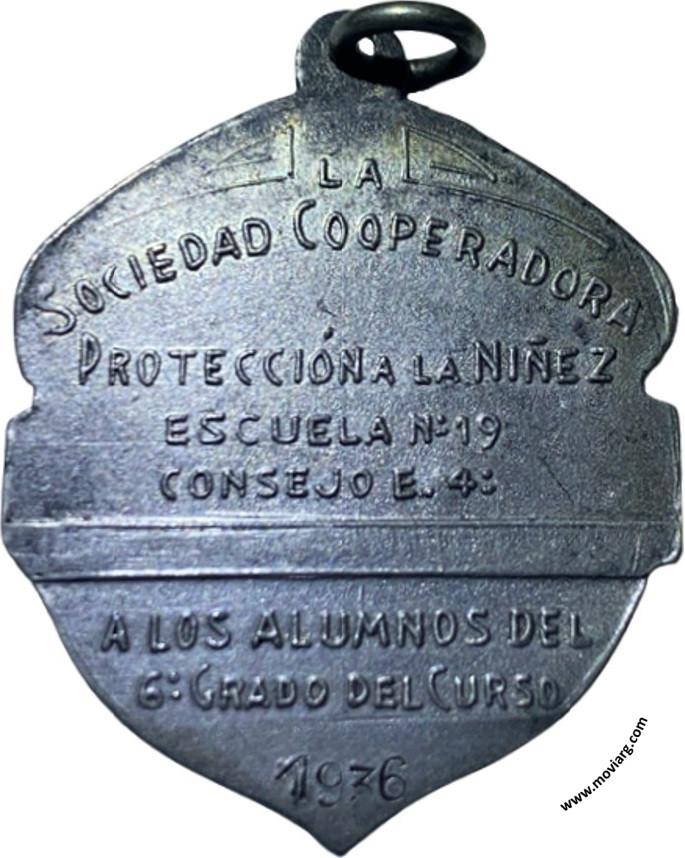 LA
SOCIEDAD COOPERADORA
PROTECCIÓN A LA NIÑEZ
ESCUELA Nº 19
CONSEJO E. 4º
A LOS ALUMNOS DEL
6º GRADO DEL CURSO
1936
www.moviarg.com